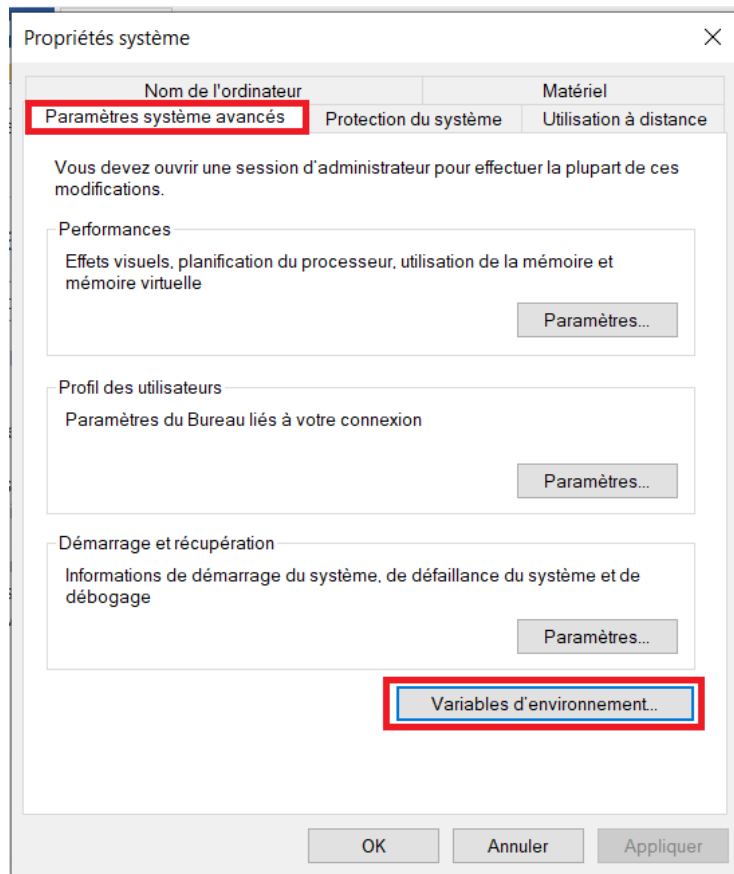 Propriétés système
Nom de l'ordinateur
Matériel
Paramètres système avancés
Protection du système
Utilisation à distance
Vous devez ouvrir une session d'administrateur pour effectuer la plupart de ces
modifications.
Performances
Effets visuels, planification du processeur, utilisation de la mémoire et
mémoire virtuelle
Paramètres...
Profil des utilisateurs
Paramètres du Bureau liés à votre connexion
Paramètres...
Démarrage et récupération
Informations de démarrage du système, de défaillance du système et de
débogage
Paramètres...
Variables d'environnement...
OK
Annuler
Appliquer